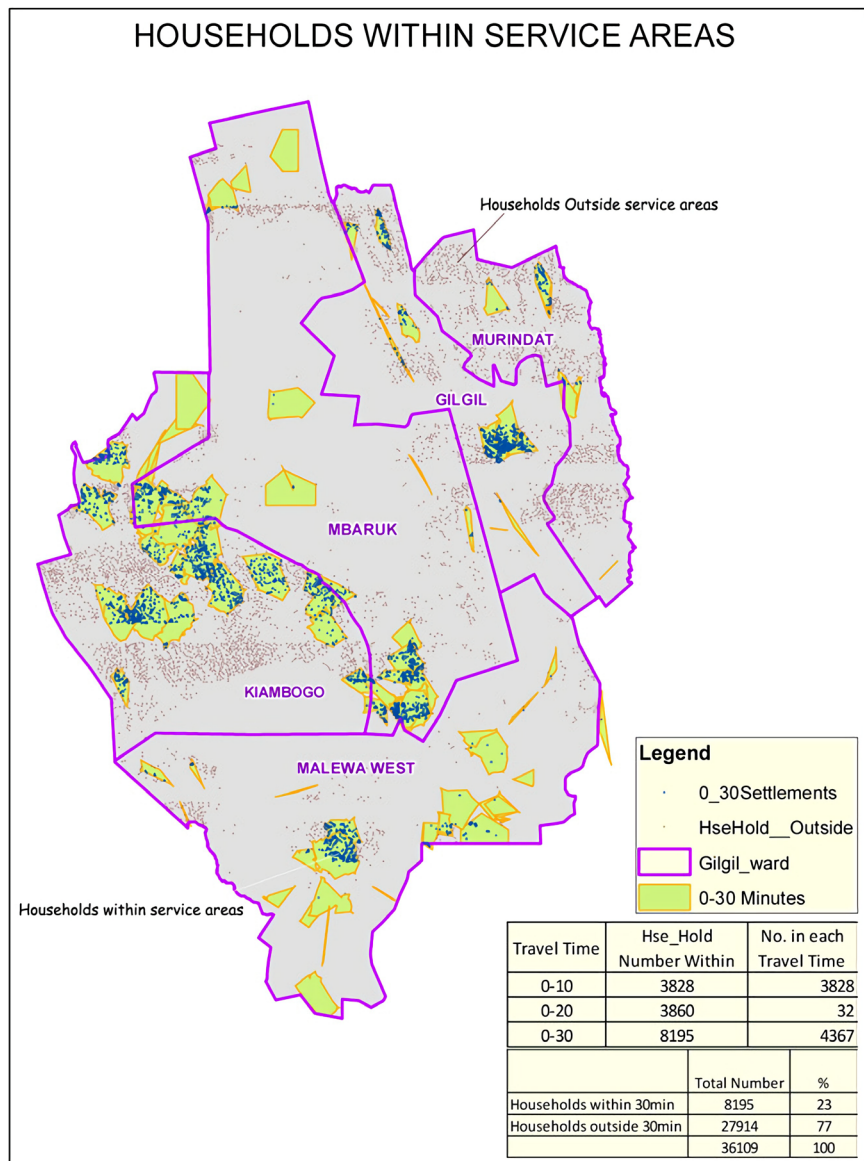 HOUSEHOLDS WITHIN SERVICE AREAS
Households Outside service areas
MURINDAT
GILGIL
MBARUK
KIAMBOGO
MALEWA WEST
Households within service areas
Legend
0_30Settlements
HseHold__Outside
Gilgil_ward
0-30 Minutes
Travel Time Hse_Hold Number Within No. in each Travel Time
0-10 3828 3828
0-20 3860 32
0-30 8195 4367
Total Number %
Households within 30min 8195 23
Households outside 30min 27914 77
36109 100